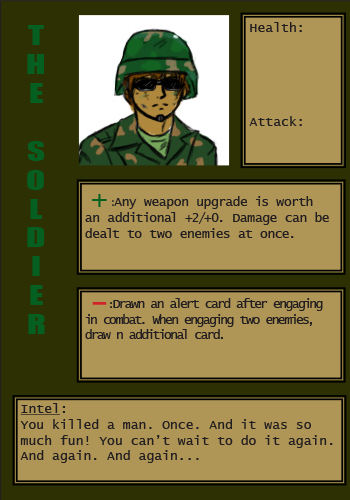 THE SOLDIER
Health:
Attack:
+:Any weapon upgrade is worth
an additional +2/+0. Damage can be
dealt to two enemies at once.
−:Drawn an alert card after engaging
in combat. When engaging two enemies,
draw n additional card.
Intel:
You killed a man. Once. And it was so
much fun! You can't wait to do it again.
And again. And again...